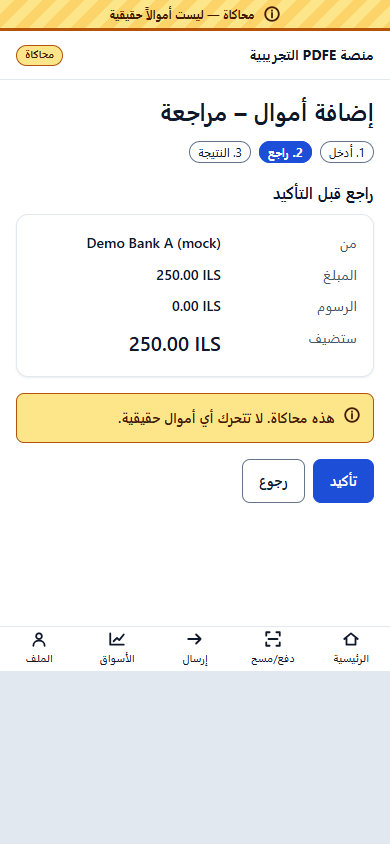 محاكاة — ليست أموالاً حقيقية
منصة PDFE التجريبية
محاكاة
إضافة أموال – مراجعة
1. أدخل
2. راجع
3. النتيجة
راجع قبل التأكيد
من Demo Bank A (mock)
المبلغ 250.00 ILS
الرسوم 0.00 ILS
ستضيف 250.00 ILS
هذه محاكاة. لا تتحرك أي أموال حقيقية.
تأكيد
رجوع
الرئيسية
دفع/مسح
إرسال
الأسواق
الملف